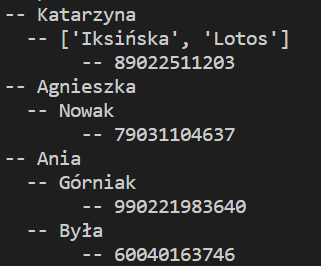 -- Katarzyna
-- ['Iksińska', 'Lotos']
-- 89022511203
-- Agnieszka
-- Nowak
-- 79031104637
-- Ania
-- Górniak
-- 990221983640
-- Była
-- 60040163746